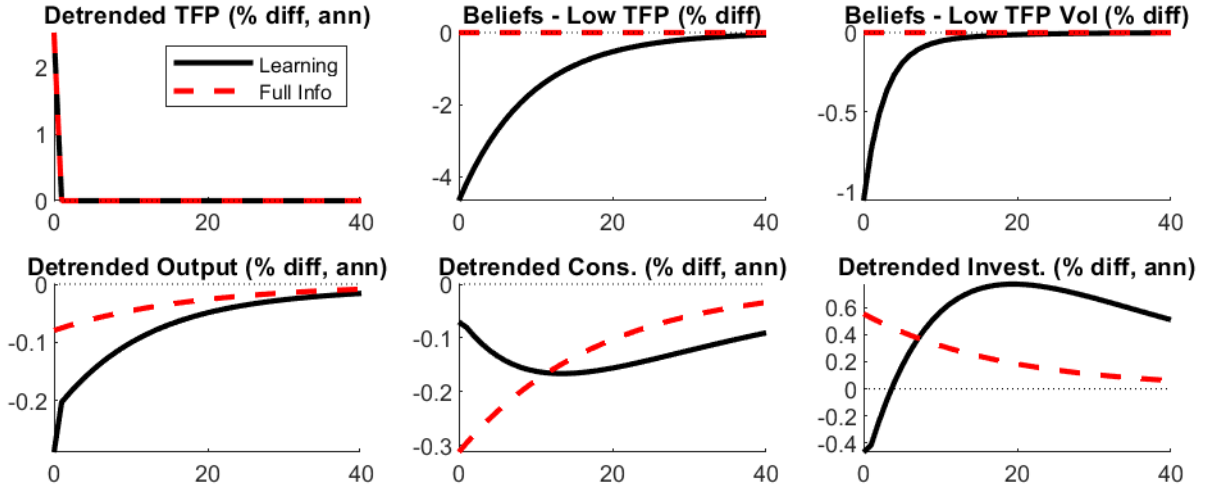 Detrended TFP (% diff, ann)
2
1
0
0 20 40
Learning
Full Info
Beliefs - Low TFP (% diff)
0
-2
-4
0 20 40
Beliefs - Low TFP Vol (% diff)
0
-0.5
-1
0 20 40
Detrended Output (% diff, ann)
0
-0.1
-0.2
0 20 40
Detrended Cons. (% diff, ann)
0
-0.1
-0.2
-0.3
0 20 40
Detrended Invest. (% diff, ann)
0.6
0.4
0.2
0
-0.2
-0.4
0 20 40